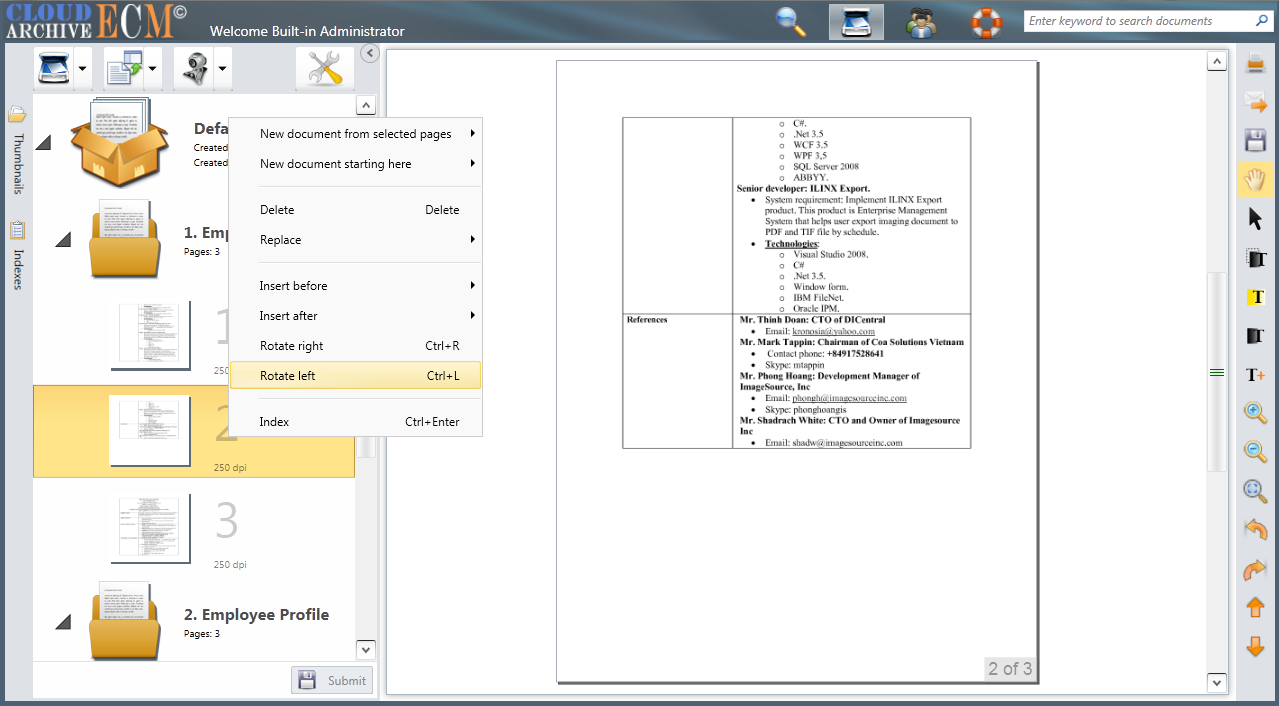 CLOUD
ARCHIVE ECM©
Welcome Built-in Administrator
Enter keyword to search documents
Thumbnails
Indexes
Defa
Created
Created
1. Emp
Pages: 3
1
250
2
250 dpi
3
250 dpi
2. Employee Profile
Pages: 3
Submit
New document from selected pages
New document starting here
Delete Delete
Replace
Insert before
Insert after
Rotate right Ctrl+R
Rotate left Ctrl+L
Index Ctrl+Enter
o C#.
o .Net 3.5
o WCF 3,5
o WPF 3,5
o SQL Server 2008
o ABBYY.
Senior developer: ILINX Export.
• System requirement: Implement ILINX Export
product. This product is Enterprise Management
System that helps user export imaging document to
PDF and TIF file by schedule.
• Technologies:
o Visual Studio 2008.
o C#
o .Net 3.5.
o Window form.
o IBM FileNet.
o Oracle IPM.
References
Mr. Thinh Doan: CTO of DICentral
• Email: kronosia@yahoo.com
Mr. Mark Tappin: Chairman of Coa Solutions Vietnam
• Contact phone: +84917528641
• Skype: mtappin
Mr. Phong Hoang: Development Manager of
ImageSource, Inc
• Email: phongh@imagesourceinc.com
• Skype: phonghoangis
Mr. Shadrach White: CTO and Owner of Imagesource
Inc
• Email: shadw@imagesourceinc.com
2 of 3
T
T
T
T+